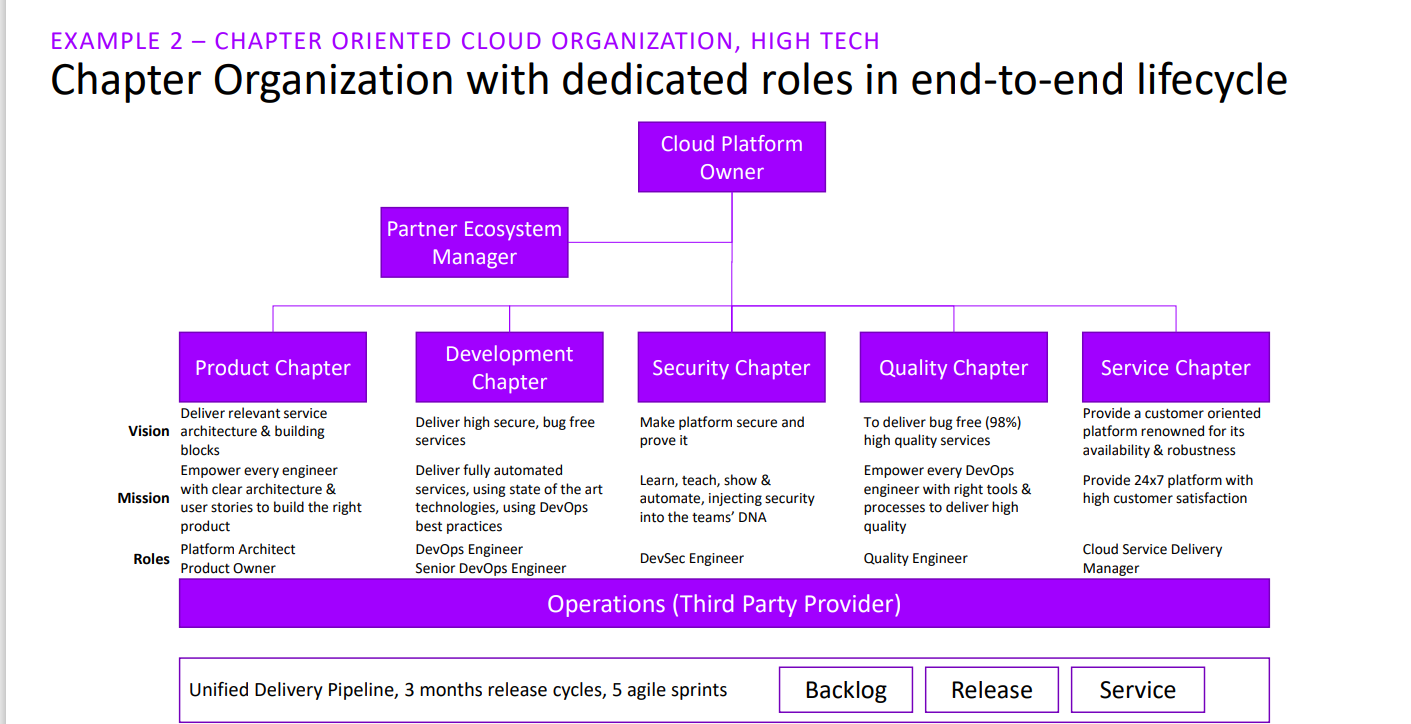 EXAMPLE 2 – CHAPTER ORIENTED CLOUD ORGANIZATION, HIGH TECH
Chapter Organization with dedicated roles in end-to-end lifecycle
Cloud Platform
Owner
Partner Ecosystem
Manager
Product Chapter
Development
Chapter
Security Chapter
Quality Chapter
Service Chapter
Vision
Deliver relevant service
architecture & building
blocks
Deliver high secure, bug free
services
Make platform secure and
prove it
To deliver bug free (98%)
high quality services
Provide a customer oriented
platform renowned for its
availability & robustness
Mission
Empower every engineer
with clear architecture &
user stories to build the right
product
Deliver fully automated
services, using state of the art
technologies, using DevOps
best practices
Learn, teach, show &
automate, injecting security
into the teams’ DNA
Empower every DevOps
engineer with right tools &
processes to deliver high
quality
Provide 24x7 platform with
high customer satisfaction
Roles
Platform Architect
Product Owner
DevOps Engineer
Senior DevOps Engineer
DevSec Engineer
Quality Engineer
Cloud Service Delivery
Manager
Operations (Third Party Provider)
Unified Delivery Pipeline, 3 months release cycles, 5 agile sprints
Backlog
Release
Service